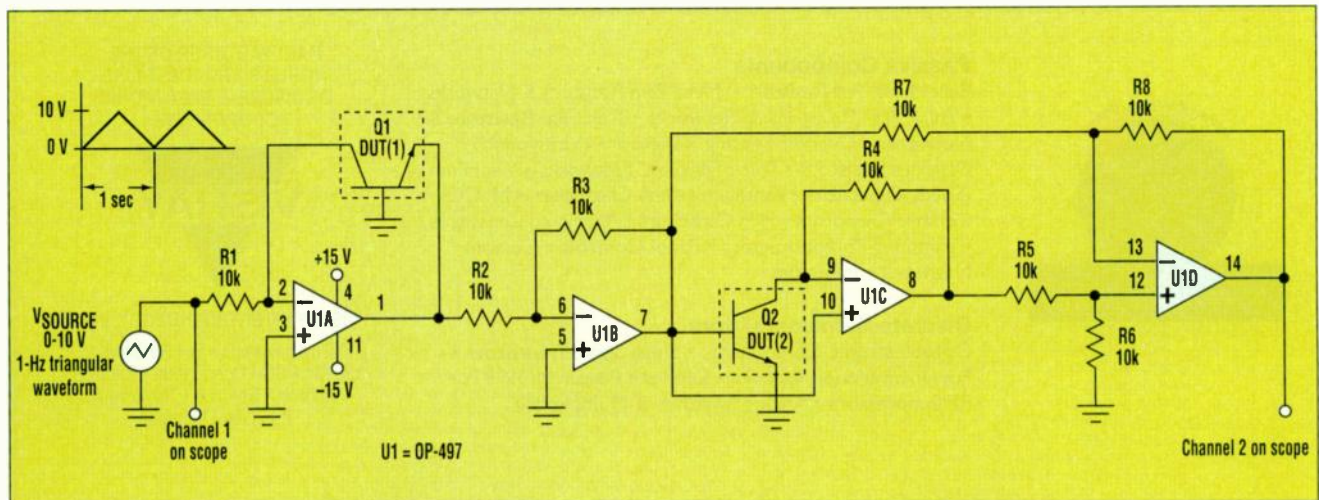 10 V
0 V
1 sec
VSOURCE
0-10 V
1-Hz triangular
waveform
Channel 1
on scope
R1
10k
Q1
DUT(1)
+15 V
2
3
4
1
11
U1A
-15 V
U1 = OP-497
R2
10k
R3
10k
6
5
7
U1B
Q2
DUT(2)
R7
10k
R4
10k
9
10
8
U1C
R5
10k
R6
10k
R8
10k
13
12
14
U1D
Channel 2 on scope